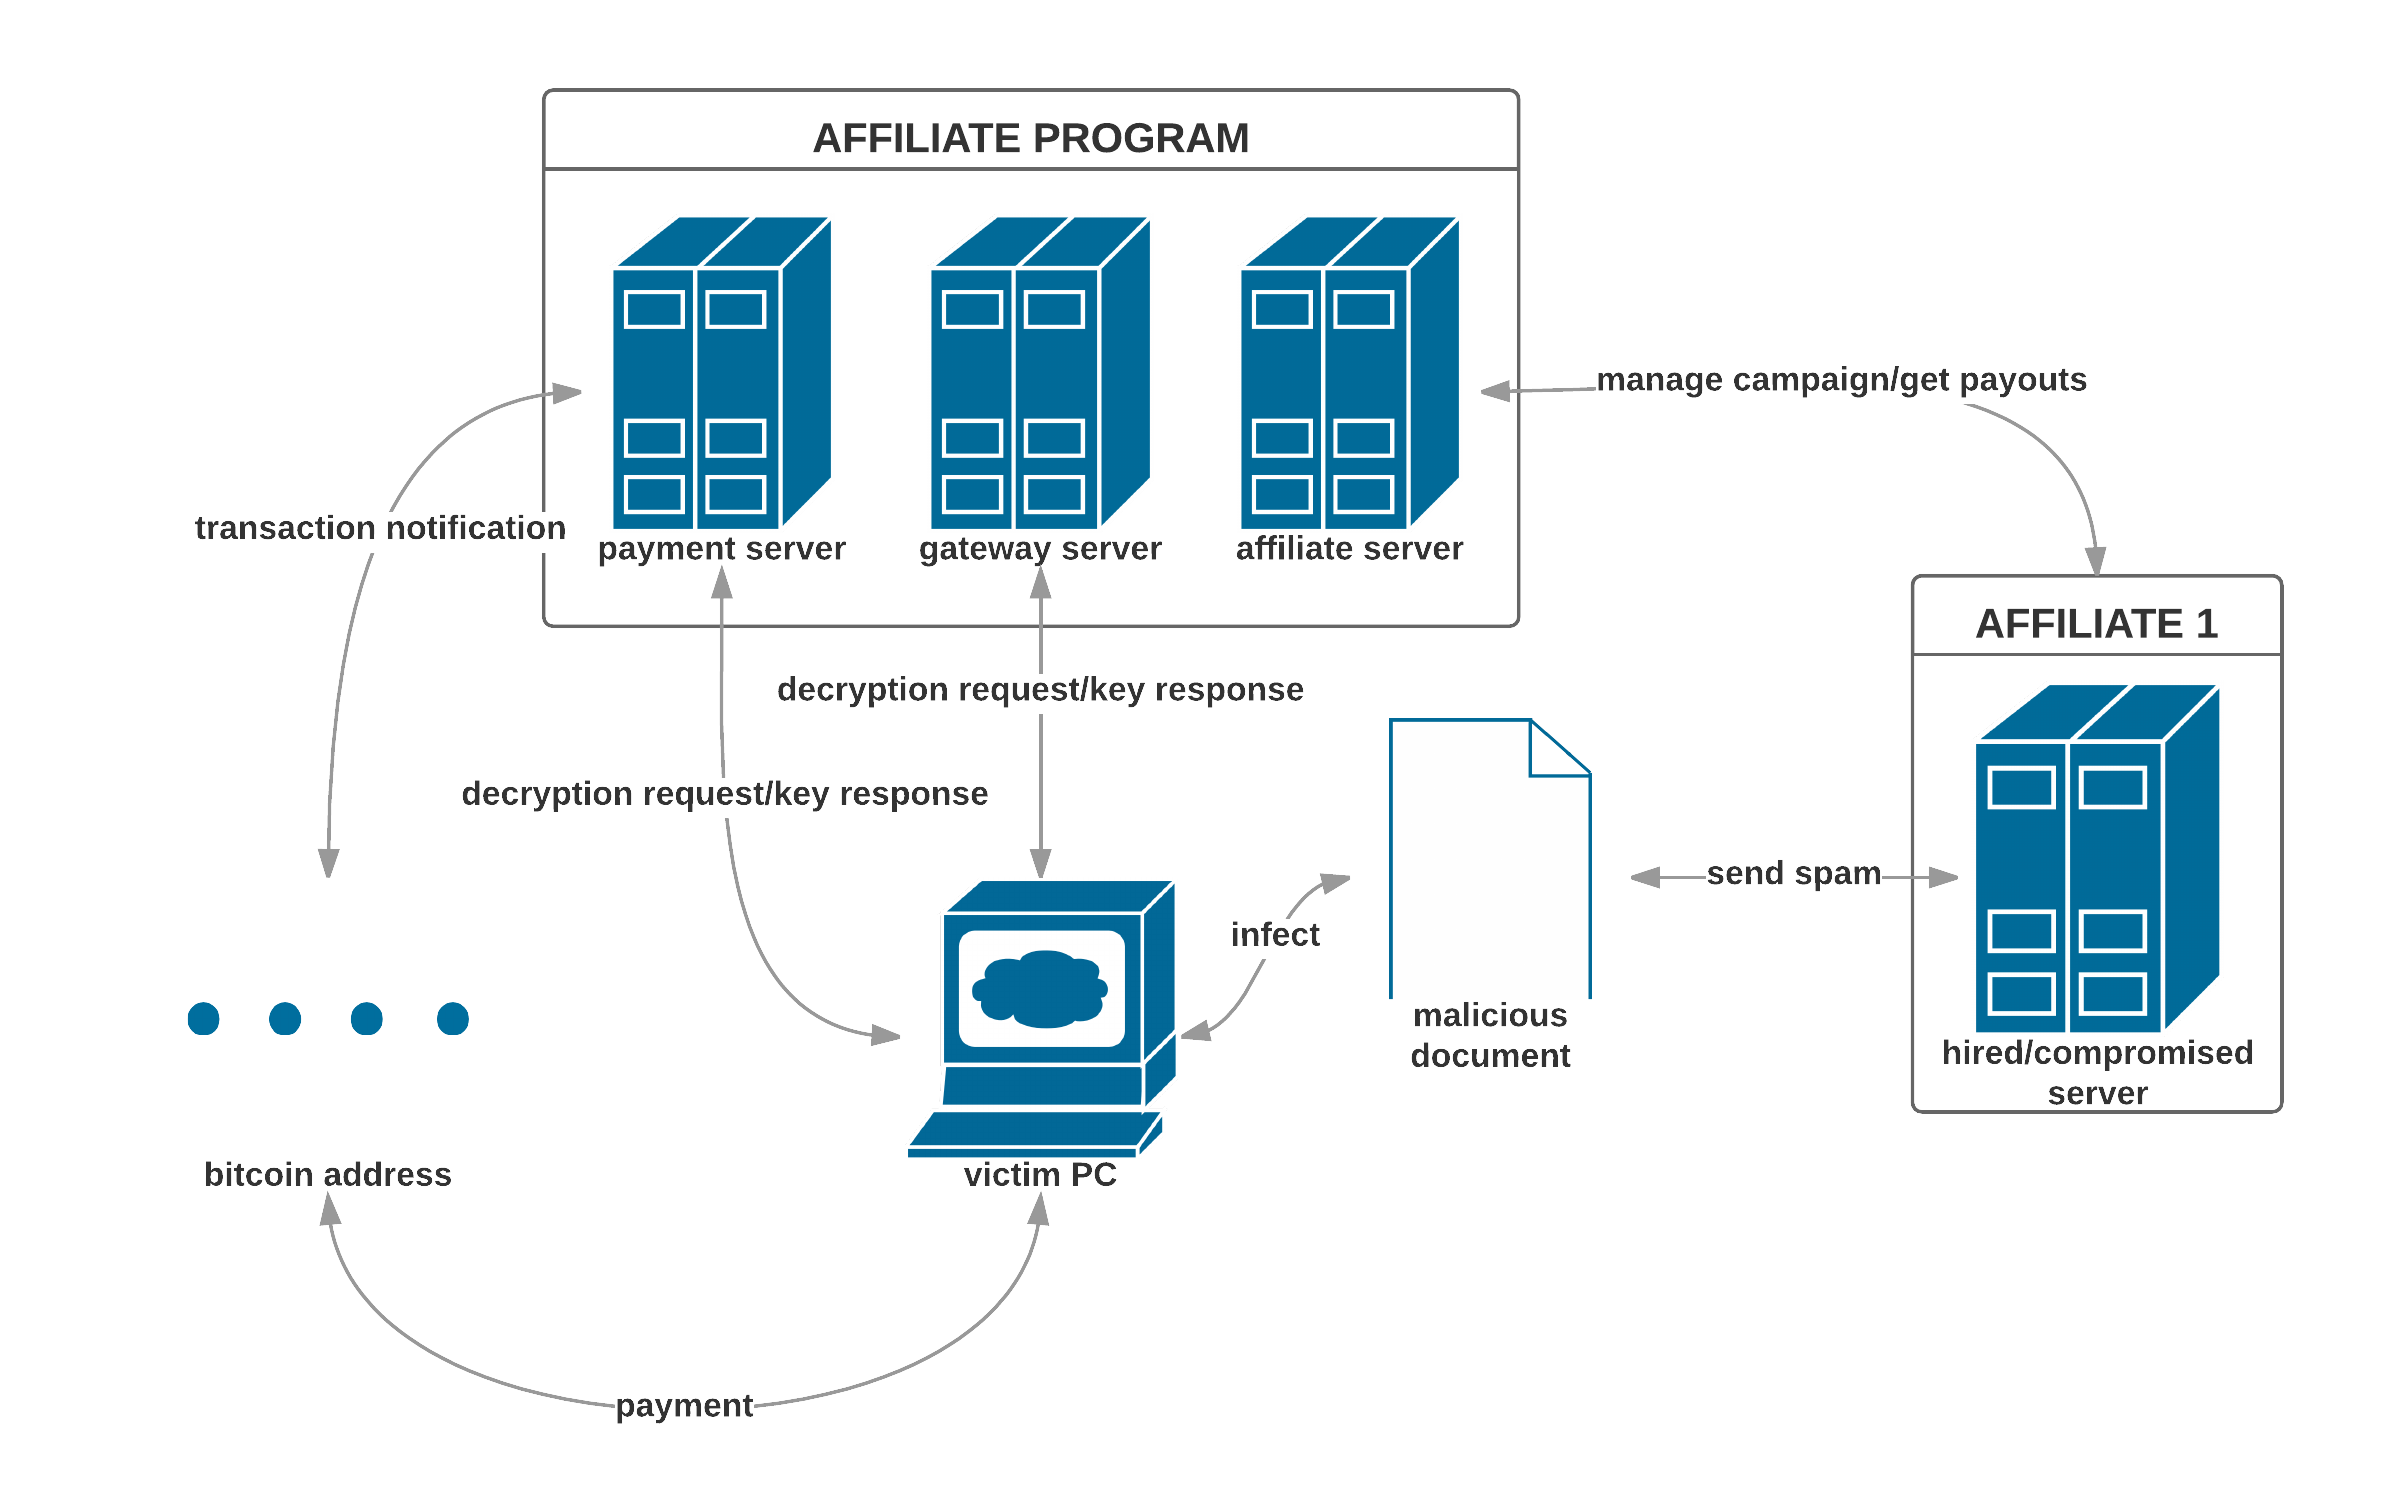 AFFILIATE PROGRAM
manage campaign/get payouts
transaction notification
payment server
gateway server
affiliate server
AFFILIATE 1
decryption request/key response
decryption request/key response
send spam
infect
malicious
document
hired/compromised
server
bitcoin address
victim PC
payment